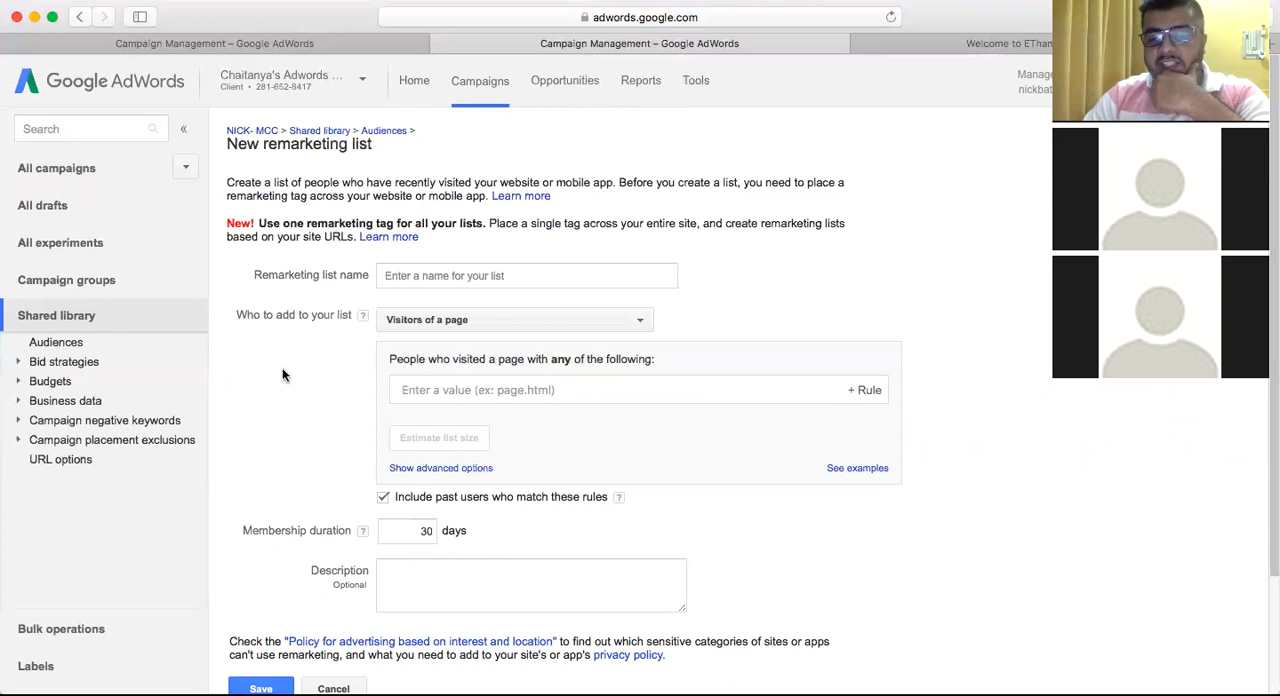 adwords.google.com
Campaign Management – Google AdWords
Campaign Management – Google AdWords
Welcome to ETham
Google AdWords
Chaitanya's Adwords ...
Client • 281-652-8417
Home
Campaigns
Opportunities
Reports
Tools
Manage
nickbat
Search
«
All campaigns
All drafts
All experiments
Campaign groups
Shared library
Audiences
Bid strategies
Budgets
Business data
Campaign negative keywords
Campaign placement exclusions
URL options
Bulk operations
Labels
NICK- MCC > Shared library > Audiences >
New remarketing list
Create a list of people who have recently visited your website or mobile app. Before you create a list, you need to place a
remarketing tag across your website or mobile app. Learn more
New! Use one remarketing tag for all your lists. Place a single tag across your entire site, and create remarketing lists
based on your site URLs. Learn more
Remarketing list name
Enter a name for your list
Who to add to your list ?
Visitors of a page
People who visited a page with any of the following:
Enter a value (ex: page.html)
+ Rule
Estimate list size
Show advanced options
See examples
Include past users who match these rules ?
Membership duration ? 30 days
Description
Optional
Check the "Policy for advertising based on interest and location" to find out which sensitive categories of sites or apps
can't use remarketing, and what you need to add to your site's or app's privacy policy.
Save
Cancel